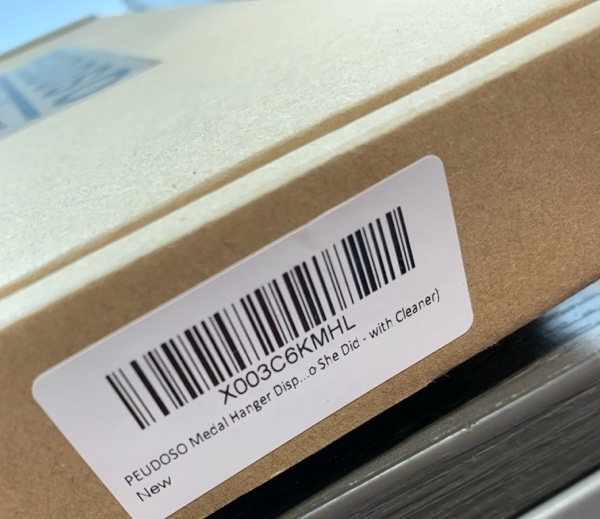 X003C6KMHL
PEUDOSO Medal Hanger Disp...o She Did - with Cleaner)
New